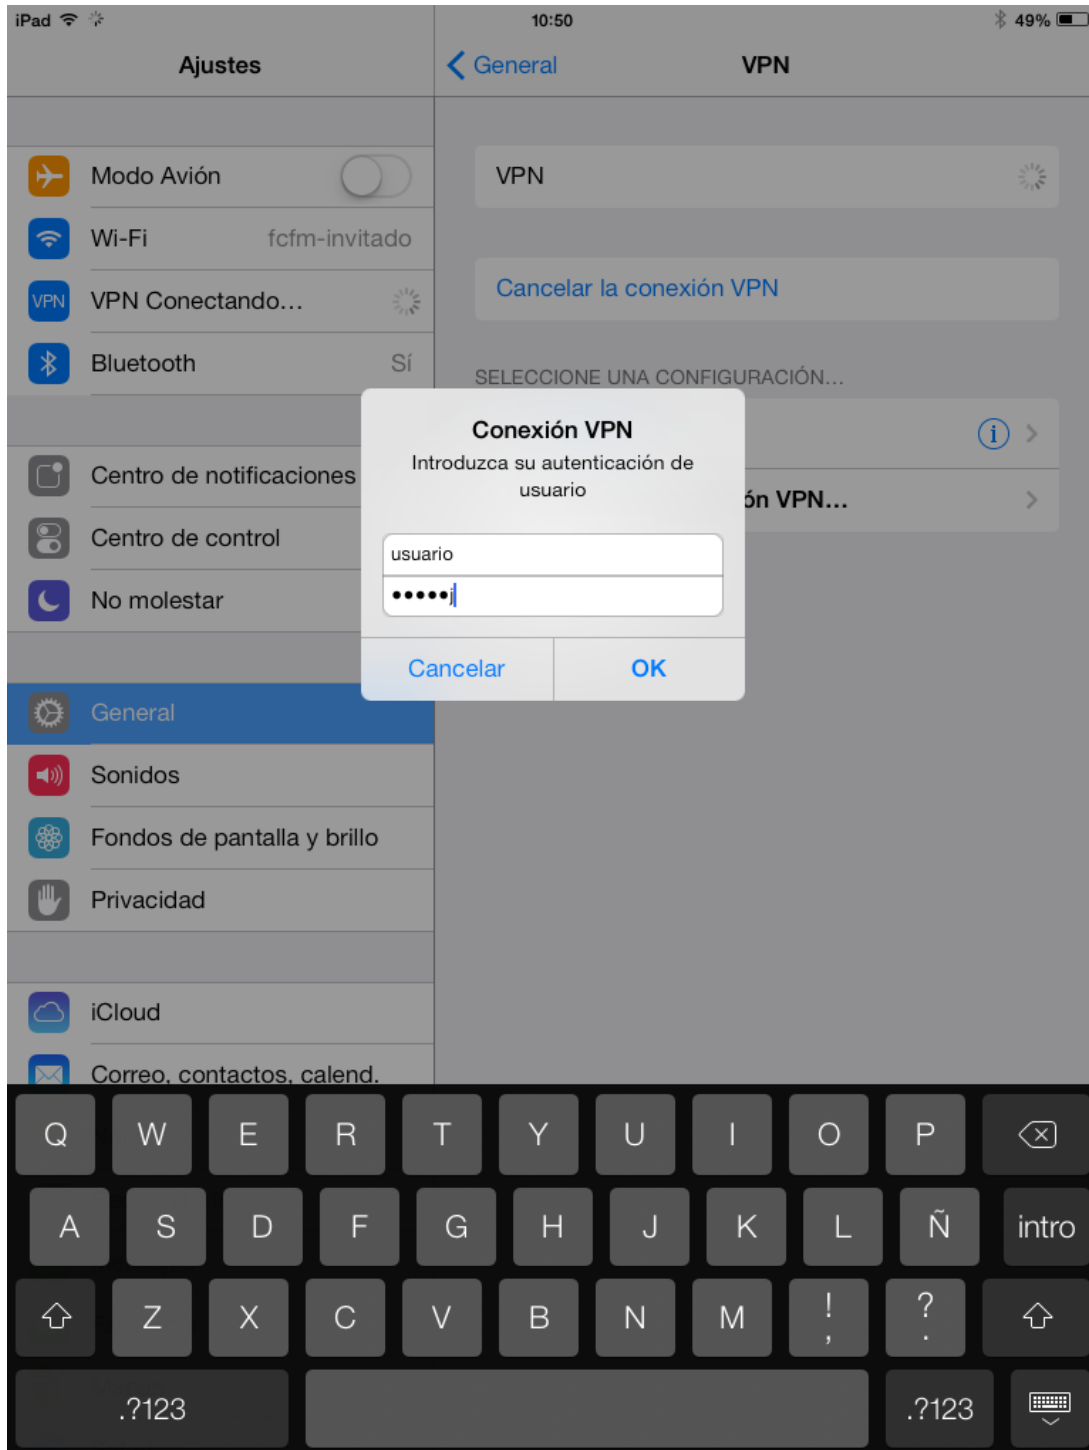 iPad 10:50 49%
Ajustes
General VPN
Modo Avión
Wi-Fi fcfm-invitado
VPN VPN Conectando...
Bluetooth Sí
Centro de notificaciones
Centro de control
No molestar
General
Sonidos
Fondos de pantalla y brillo
Privacidad
iCloud
Correo, contactos, calend.
VPN
Cancelar la conexión VPN
SELECCIONE UNA CONFIGURACIÓN...
ón VPN...
Conexión VPN
Introduzca su autenticación de
usuario
usuario
•••••j
Cancelar OK
Q W E R T Y U I O P
A S D F G H J K L Ñ intro
Z X C V B N M ! , ? .
.?123 .?123